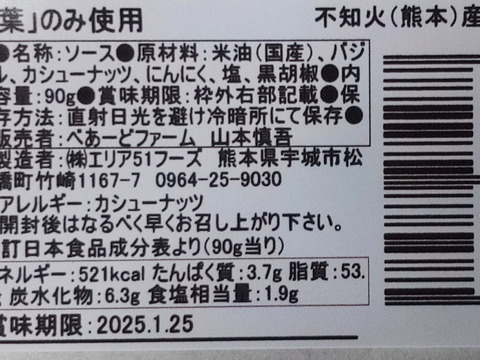 葉」のみ使用 不知火(熊本)産
●名称:ソース●原材料:米油(国産)、バジ
ル、カシューナッツ、にんにく、塩、黒胡椒●内
容量:90g●賞味期限:枠外右部記載●保
存方法:直射日光を避け冷暗所にて保存●
販売者:べあーどファーム 山本慎吾
製造者:㈱エリア51フーズ 熊本県宇城市松
橋町竹崎1167-7 0964-25-9030
アレルギー:カシューナッツ
開封後はなるべく早くお召し上がり下さい。
訂日本食品成分表より(90g当り)
ネルギー:521kcal たんぱく質:3.7g 脂質:53.
炭水化物:6.3g 食塩相当量:1.9g
賞味期限:2025.1.25